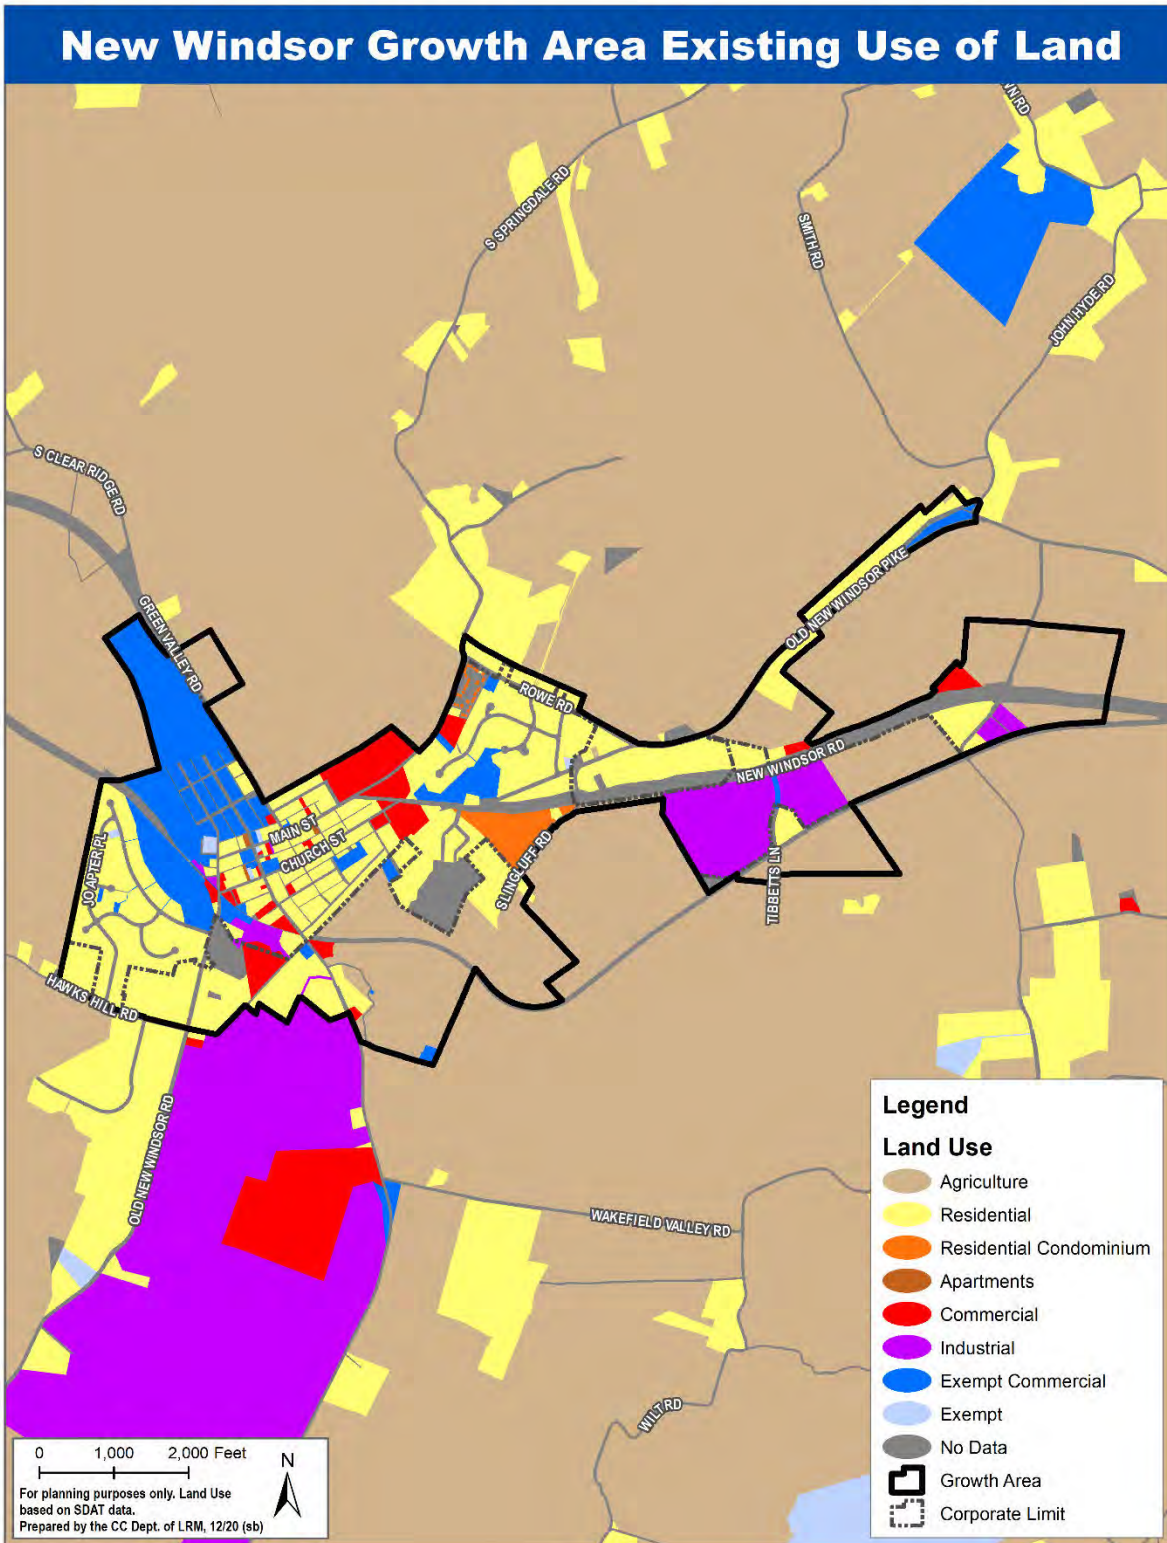 New Windsor Growth Area Existing Use of Land
WN RD
S SPRINGDALE RD
SMITH RD
JOHN HYDE RD
S CLEAR RIDGE RD
GREEN VALLEY RD
OLD NEW WINDSOR PIKE
ROWE RD
NEW WINDSOR RD
MAIN ST
CHURCH ST
JO APTER PL
SLINGLUFF RD
TIBBETTS LN
HAWKS HILL RD
OLD NEW WINDSOR RD
WAKEFIELD VALLEY RD
WILT RD
Legend
Land Use
Agriculture
Residential
Residential Condominium
Apartments
Commercial
Industrial
Exempt Commercial
Exempt
No Data
Growth Area
Corporate Limit
0 1,000 2,000 Feet
N
For planning purposes only. Land Use
based on SDAT data.
Prepared by the CC Dept. of LRM, 12/20 (sb)